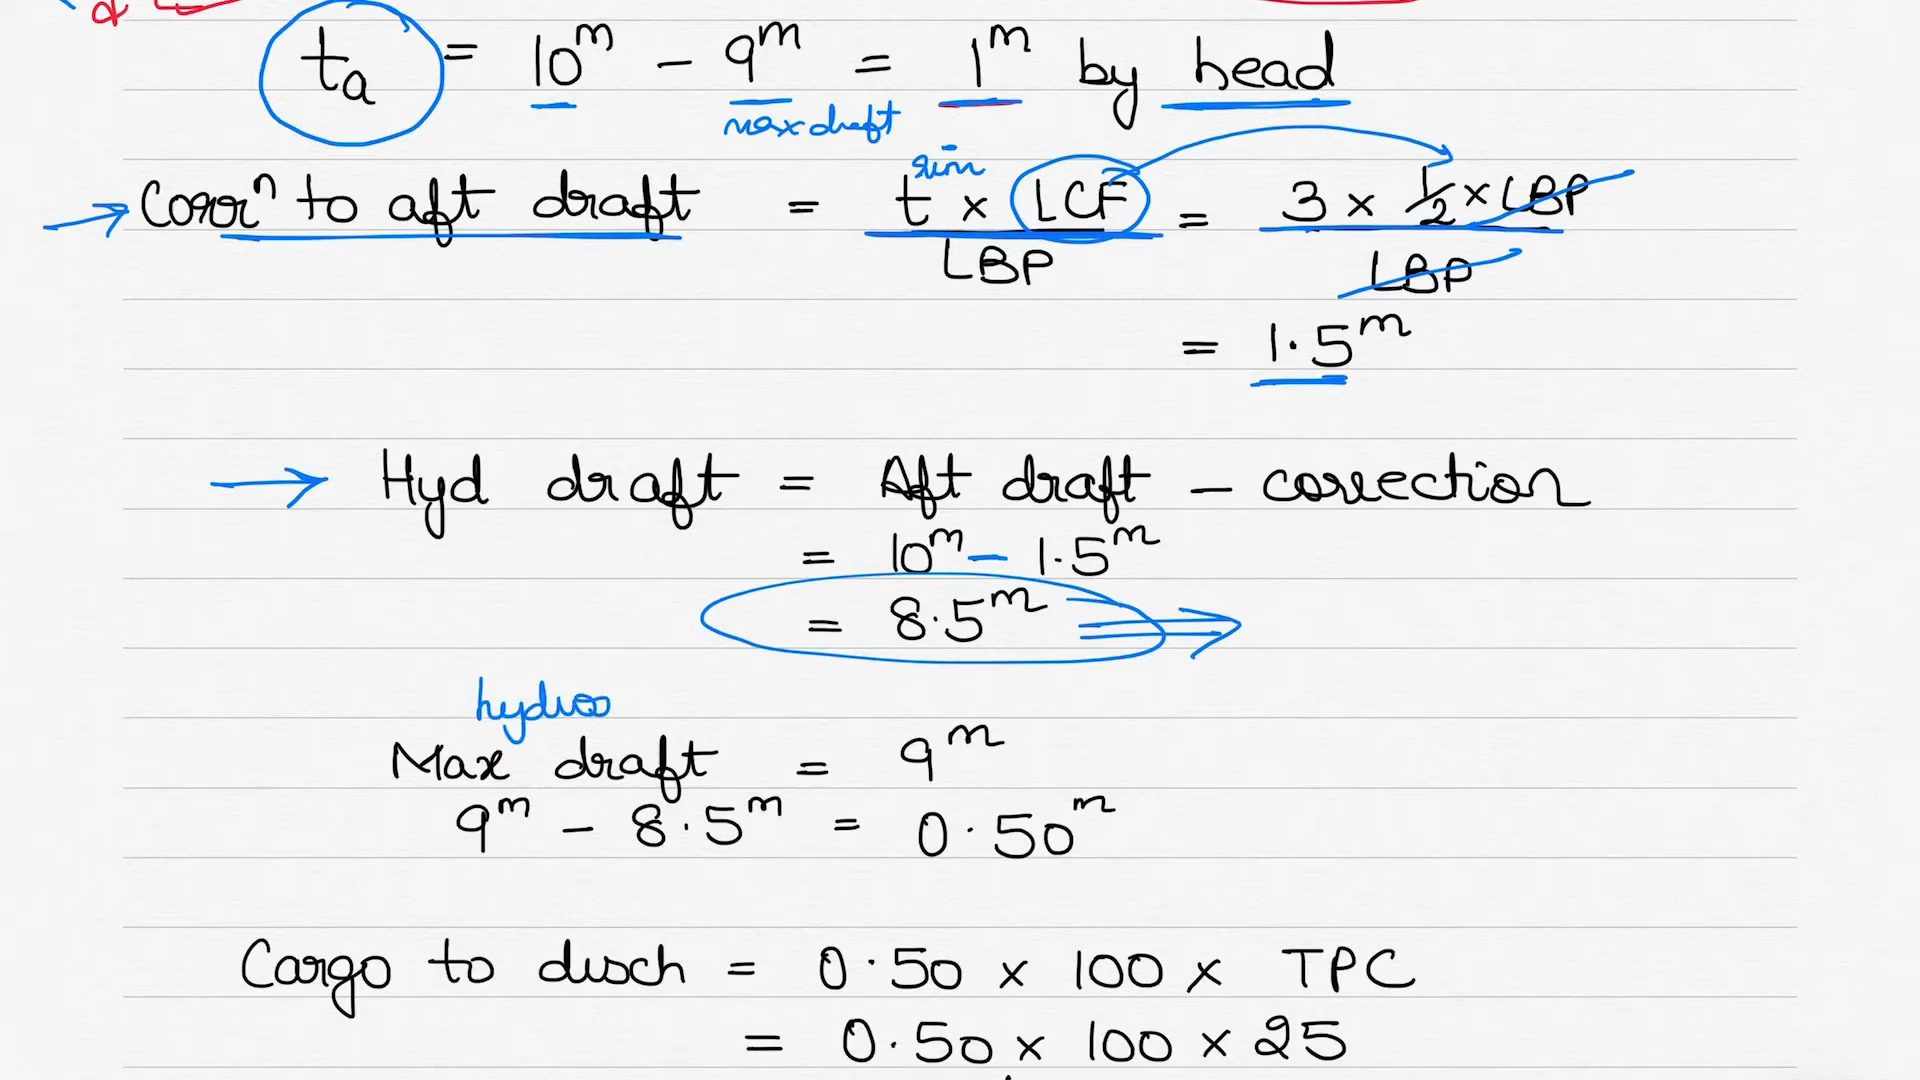 tₐ = 10ᵐ - 9ᵐ = 1ᵐ by head
max draft
Corrⁿ to aft draft = t x LCF / LBP = 3 x ½ x LBP / LBP
= 1.5ᵐ
Hyd draft = Aft draft - correction
= 10ᵐ - 1.5ᵐ
= 8.5ᵐ
hydro
Max draft = 9ᵐ
9ᵐ - 8.5ᵐ = 0.50ᵐ
Cargo to disch = 0.50 x 100 x TPC
= 0.50 x 100 x 25